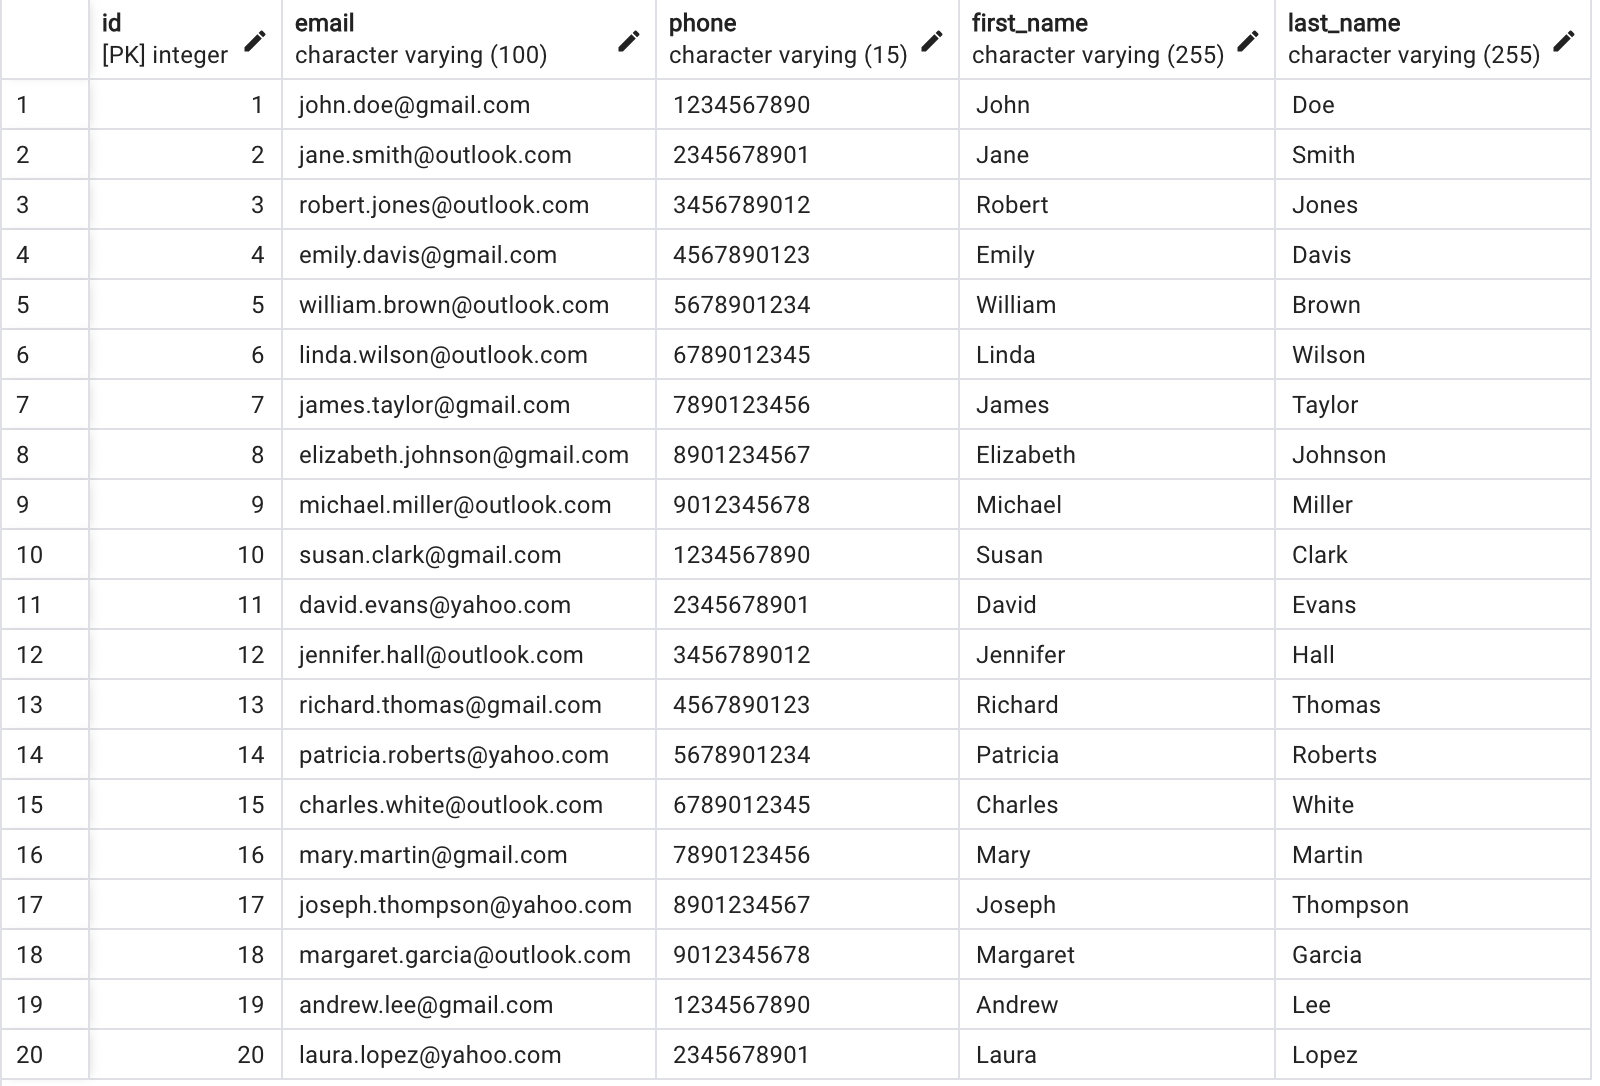 id email phone first_name last_name
[PK] integer character varying (100) character varying (15) character varying (255) character varying (255)
1 1 john.doe@gmail.com 1234567890 John Doe
2 2 jane.smith@outlook.com 2345678901 Jane Smith
3 3 robert.jones@outlook.com 3456789012 Robert Jones
4 4 emily.davis@gmail.com 4567890123 Emily Davis
5 5 william.brown@outlook.com 5678901234 William Brown
6 6 linda.wilson@outlook.com 6789012345 Linda Wilson
7 7 james.taylor@gmail.com 7890123456 James Taylor
8 8 elizabeth.johnson@gmail.com 8901234567 Elizabeth Johnson
9 9 michael.miller@outlook.com 9012345678 Michael Miller
10 10 susan.clark@gmail.com 1234567890 Susan Clark
11 11 david.evans@yahoo.com 2345678901 David Evans
12 12 jennifer.hall@outlook.com 3456789012 Jennifer Hall
13 13 richard.thomas@gmail.com 4567890123 Richard Thomas
14 14 patricia.roberts@yahoo.com 5678901234 Patricia Roberts
15 15 charles.white@outlook.com 6789012345 Charles White
16 16 mary.martin@gmail.com 7890123456 Mary Martin
17 17 joseph.thompson@yahoo.com 8901234567 Joseph Thompson
18 18 margaret.garcia@outlook.com 9012345678 Margaret Garcia
19 19 andrew.lee@gmail.com 1234567890 Andrew Lee
20 20 laura.lopez@yahoo.com 2345678901 Laura Lopez